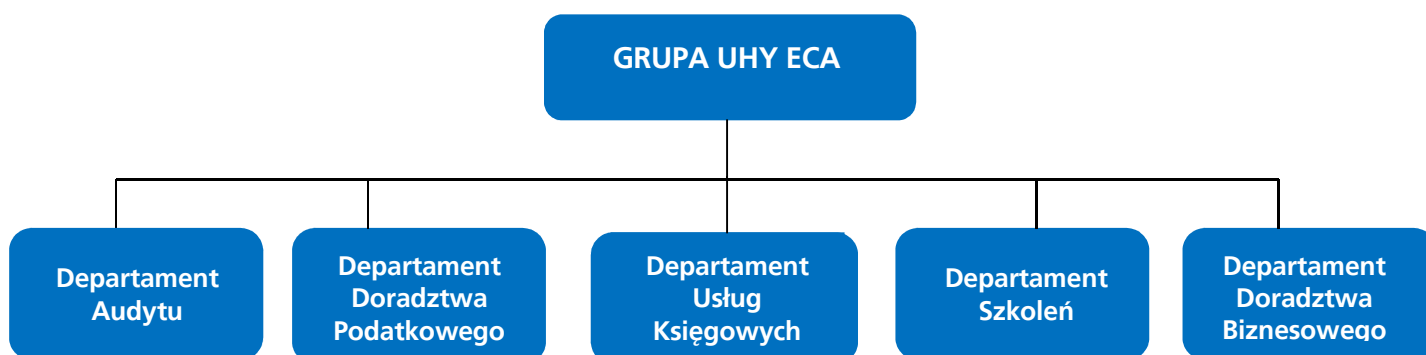 GRUPA UHY ECA
Departament
Audytu
Departament
Doradztwa
Podatkowego
Departament
Usług
Księgowych
Departament
Szkoleń
Departament
Doradztwa
Biznesowego